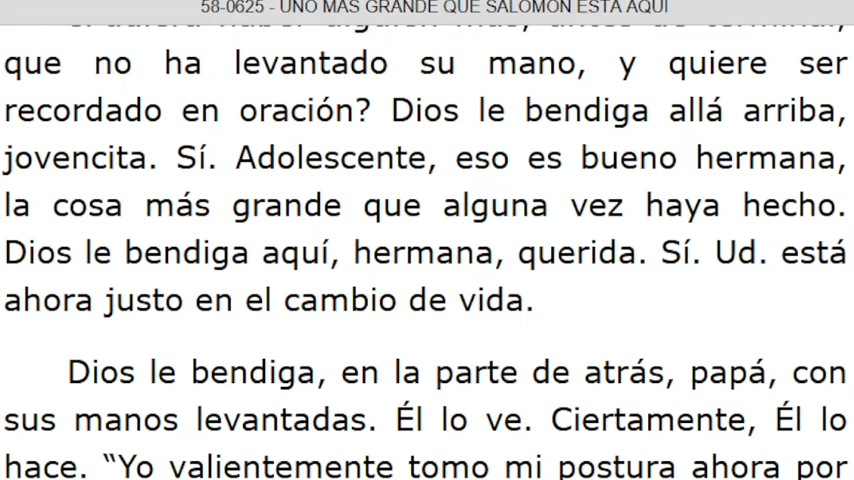 58-0625 - UNO MAS GRANDE QUE SALOMON ESTA AQUI
que no ha levantado su mano, y quiere ser
recordado en oración? Dios le bendiga allá arriba,
jovencita. Sí. Adolescente, eso es bueno hermana,
la cosa más grande que alguna vez haya hecho.
Dios le bendiga aquí, hermana, querida. Sí. Ud. está
ahora justo en el cambio de vida.
Dios le bendiga, en la parte de atrás, papá, con
sus manos levantadas. Él lo ve. Ciertamente, Él lo
hace. “Yo valientemente tomo mi postura ahora por